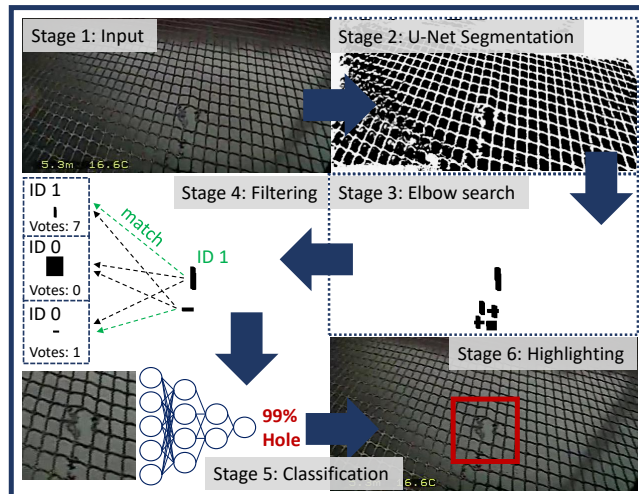 Stage 1: Input
Stage 2: U-Net Segmentation
5.3m 16.6C
Stage 4: Filtering
Stage 3: Elbow search
ID 1
Votes: 7
match
ID 1
ID 0
Votes: 0
ID 0
Votes: 1
Stage 6: Highlighting
99%
Hole
16.6C
Stage 5: Classification